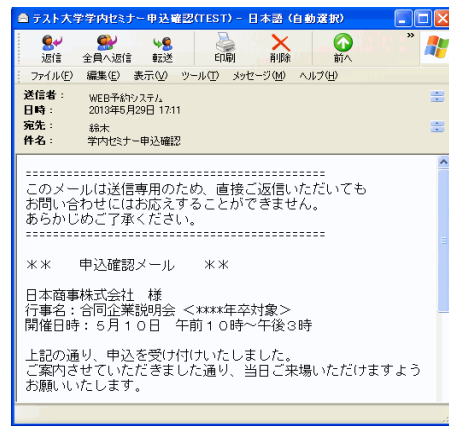 テスト大学学内セミナー申込確認(TEST) - 日本語 (自動選択)
返信 全員へ返信 転送 印刷 削除 前へ »
ファイル(F) 編集(E) 表示(V) ツール(T) メッセージ(M) ヘルプ(H)
送信者: WEB予約システム
日時: 2013年5月29日 17:11
宛先: 鈴木
件名: 学内セミナー申込確認
==========================================
このメールは送信専用のため、直接ご返信いただいても
お問い合わせにはお応えすることができません。
あらかじめご了承ください。
==========================================
** 申込確認メール **
日本商事株式会社 様
行事名:合同企業説明会 <****年卒対象>
開催日時:5月10日 午前10時~午後3時
上記の通り、申込を受け付けいたしました。
ご案内させていただきました通り、当日ご来場いただけますよう
お願いいたします。